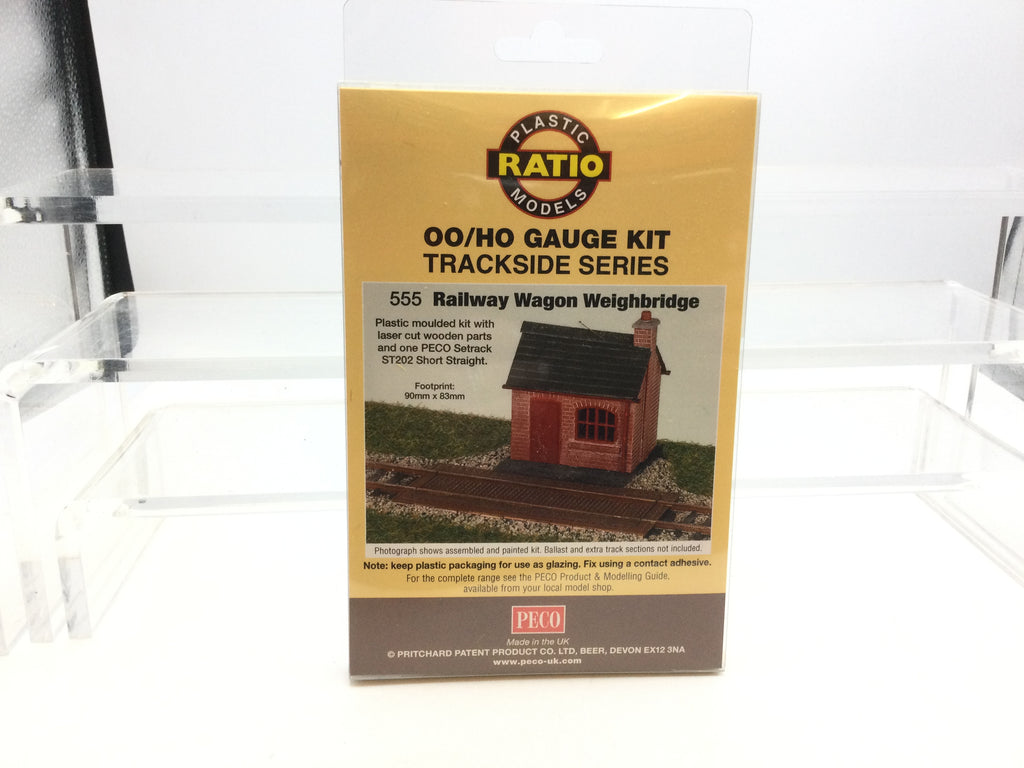 PLASTIC
RATIO
MODELS
OO/HO GAUGE KIT
TRACKSIDE SERIES
555 Railway Wagon Weighbridge
Plastic moulded kit with
laser cut wooden parts
and one PECO Setrack
ST202 Short Straight.
Footprint:
90mm x 83mm
Photograph shows assembled and painted kit. Ballast and extra track sections not included.
Note: keep plastic packaging for use as glazing. Fix using a contact adhesive.
For the complete range see the PECO Product & Modelling Guide,
available from your local model shop.
PECO
Made in the UK
© PRITCHARD PATENT PRODUCT CO. LTD, BEER, DEVON EX12 3NA
www.peco-uk.com